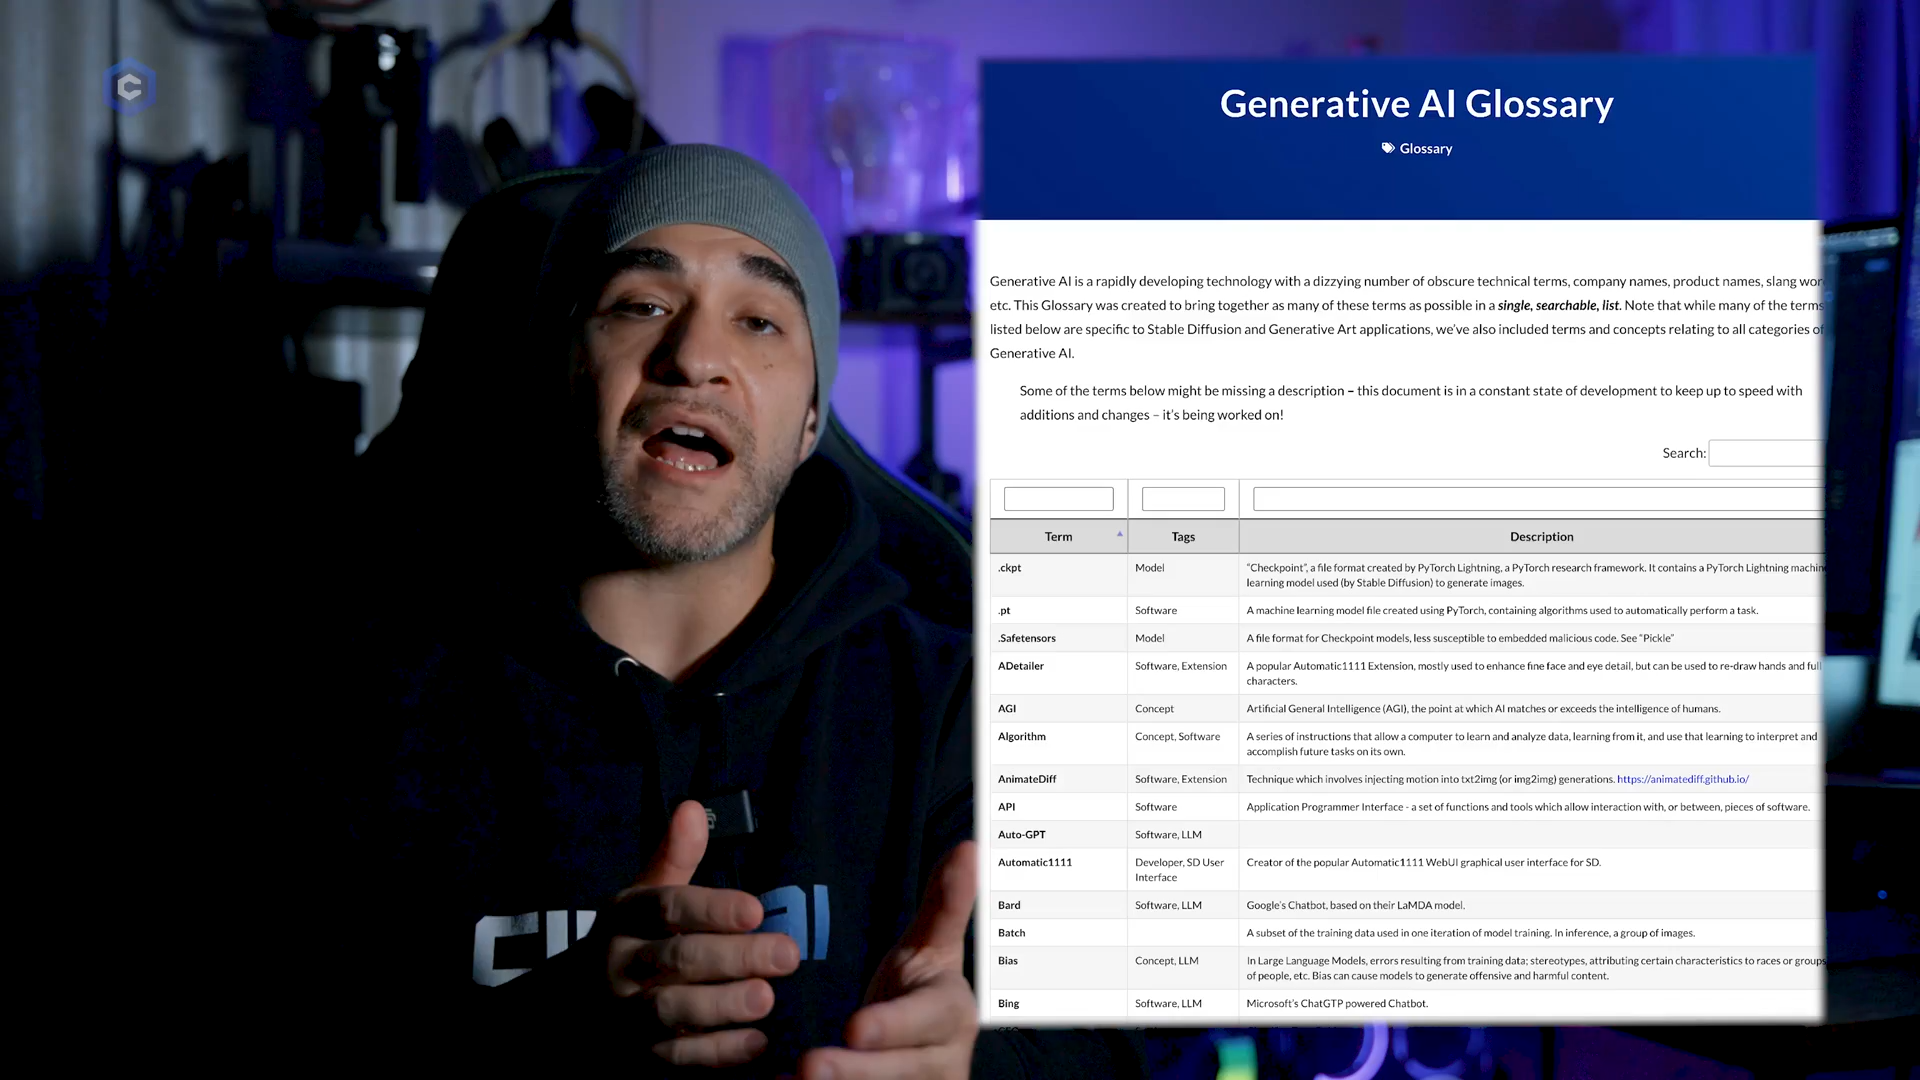 Generative AI Glossary
Glossary
Generative AI is a rapidly developing technology with a dizzying number of obscure technical terms, company names, product names, slang
etc. This Glossary was created to bring together as many of these terms as possible in a single, searchable, list. Note that while many of the terms
listed below are specific to Stable Diffusion and Generative Art applications, we've also included terms and concepts relating to all categories of
Generative AI.
Some of the terms below might be missing a description – this document is in a constant state of development to keep up to speed with
additions and changes – it's being worked on!
Search:
Term Tags Description
.ckpt Model "Checkpoint", a file format created by PyTorch Lightning, a PyTorch research framework. It contains a PyTorch Lightning machine
learning model used (by Stable Diffusion) to generate images.
.pt Software A machine learning model file created using PyTorch, containing algorithms used to automatically perform a task.
.Safetensors Model A file format for Checkpoint models, less susceptible to embedded malicious code. See "Pickle"
ADetailer Software, Extension A popular Automatic1111 Extension, mostly used to enhance fine face and eye detail, but can be used to re-draw hands and full
characters.
AGI Concept Artificial General Intelligence (AGI), the point at which AI matches or exceeds the intelligence of humans.
Algorithm Concept, Software A series of instructions that allow a computer to learn and analyze data, learning from it, and use that learning to interpret and
accomplish future tasks on its own.
AnimateDiff Software, Extension Technique which involves injecting motion into txt2img (or img2img) generations. https://animatediff.github.io/
API Software Application Programmer Interface - a set of functions and tools which allow interaction with, or between, pieces of software.
Auto-GPT Software, LLM
Automatic1111 Developer, SD User Creator of the popular Automatic1111 WebUI graphical user interface for SD.
Interface
Bard Software, LLM Google's Chatbot, based on their LaMDA model.
Batch A subset of the training data used in one iteration of model training. In inference, a group of images.
Bias Concept, LLM In Large Language Models, errors resulting from training data; stereotypes, attributing certain characteristics to races or groups
of people, etc. Bias can cause models to generate offensive and harmful content.
Bing Software, LLM Microsoft's ChatGTP powered Chatbot.